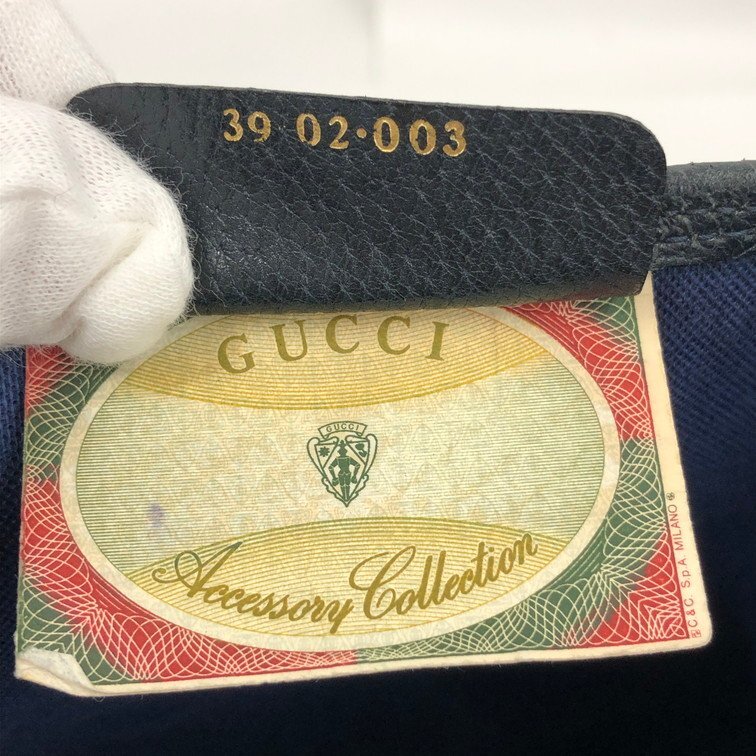 39 02·003
GUCCI
GUCCI
Accessory Collection
C&C S.p.A. MILANO